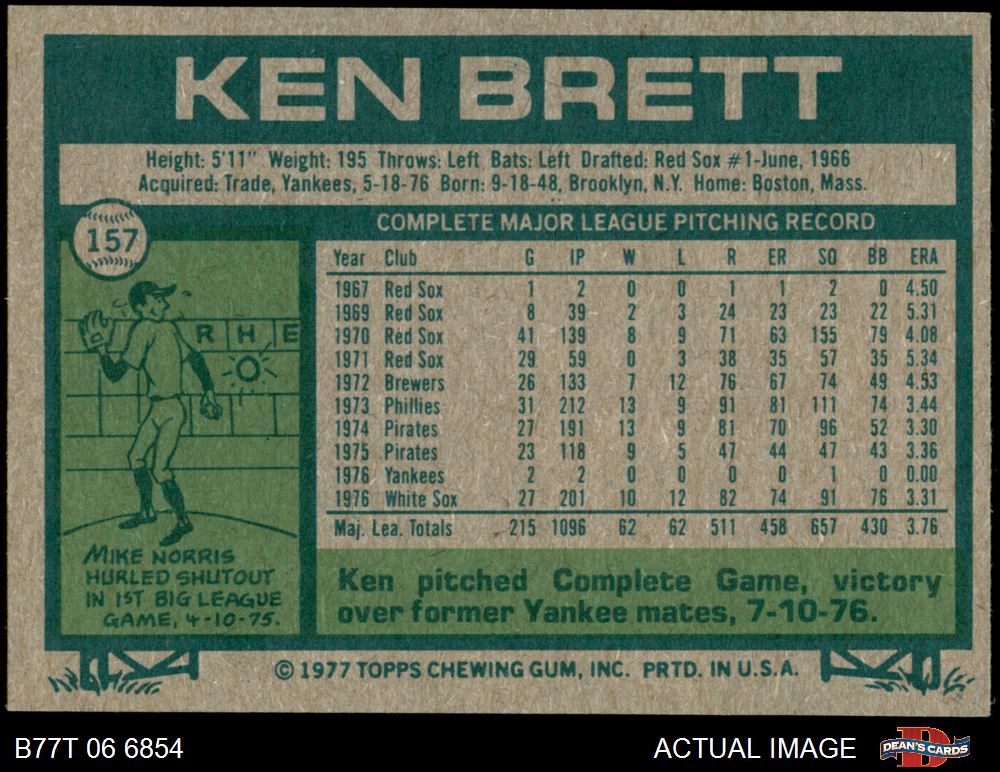 KEN BRETT
Height: 5'11" Weight: 195 Throws: Left Bats: Left Drafted: Red Sox #1-June, 1966
Acquired: Trade, Yankees, 5-18-76 Born: 9-18-48, Brooklyn, N.Y. Home: Boston, Mass.
157
COMPLETE MAJOR LEAGUE PITCHING RECORD
Year Club G IP W L R ER SO BB ERA
1967 Red Sox 1 2 0 0 1 1 2 0 4.50
1969 Red Sox 8 39 2 3 24 23 23 22 5.31
1970 Red Sox 41 139 8 9 71 63 155 79 4.08
1971 Red Sox 29 59 0 3 38 35 57 35 5.34
1972 Brewers 26 133 7 12 76 67 74 49 4.53
1973 Phillies 31 212 13 9 91 81 111 74 3.44
1974 Pirates 27 191 13 9 81 70 96 52 3.30
1975 Pirates 23 118 9 5 47 44 47 43 3.36
1976 Yankees 2 2 0 0 0 0 1 0 0.00
1976 White Sox 27 201 10 12 82 74 91 76 3.31
Maj. Lea. Totals 215 1096 62 62 511 458 657 430 3.76
R H E
O
MIKE NORRIS
HURLED SHUTOUT
IN 1ST BIG LEAGUE
GAME, 4-10-75.
Ken pitched Complete Game, victory
over former Yankee mates, 7-10-76.
© 1977 TOPPS CHEWING GUM, INC. PRTD. IN U.S.A.
B77T 06 6854
ACTUAL IMAGE
D
DEAN'S CARDS